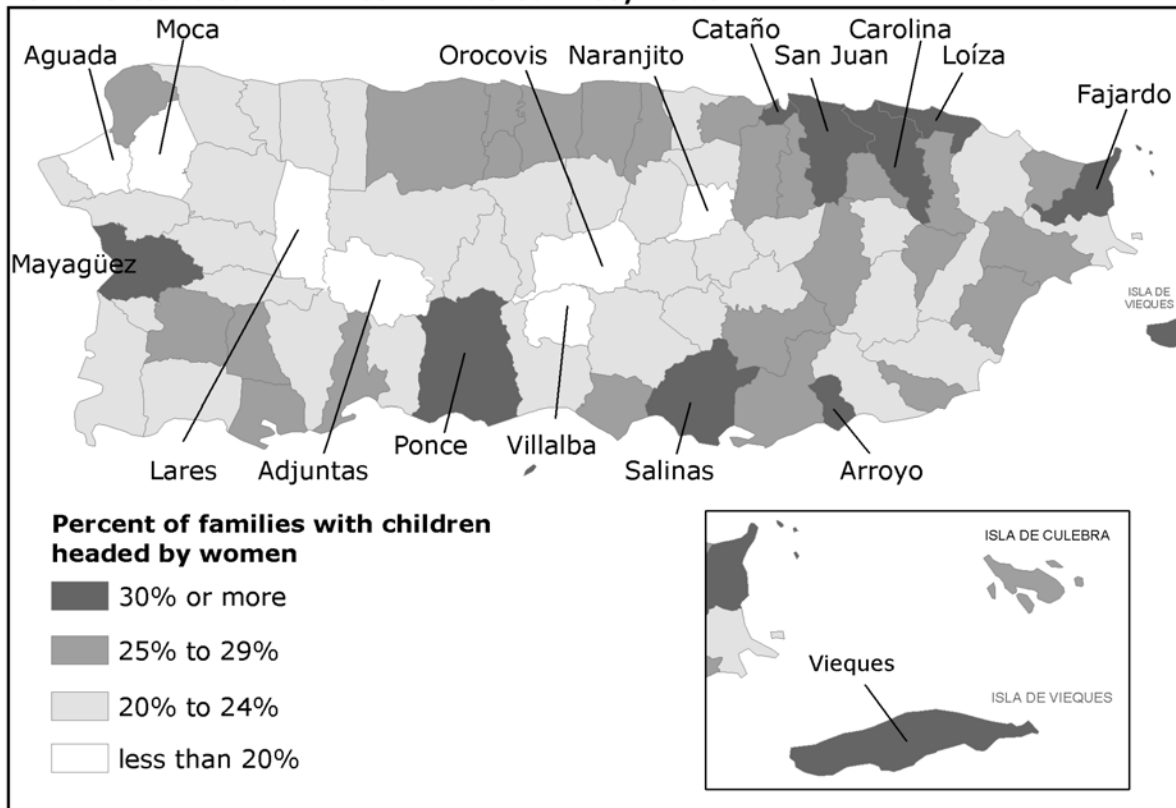 Moca
Aguada
Orocovis
Naranjito
Cataño
San Juan
Carolina
Loíza
Fajardo
Mayagüez
ISLA DE
VIEQUES
Lares
Adjuntas
Ponce
Villalba
Salinas
Arroyo
Percent of families with children
headed by women
30% or more
25% to 29%
20% to 24%
less than 20%
ISLA DE CULEBRA
Vieques
ISLA DE VIEQUES